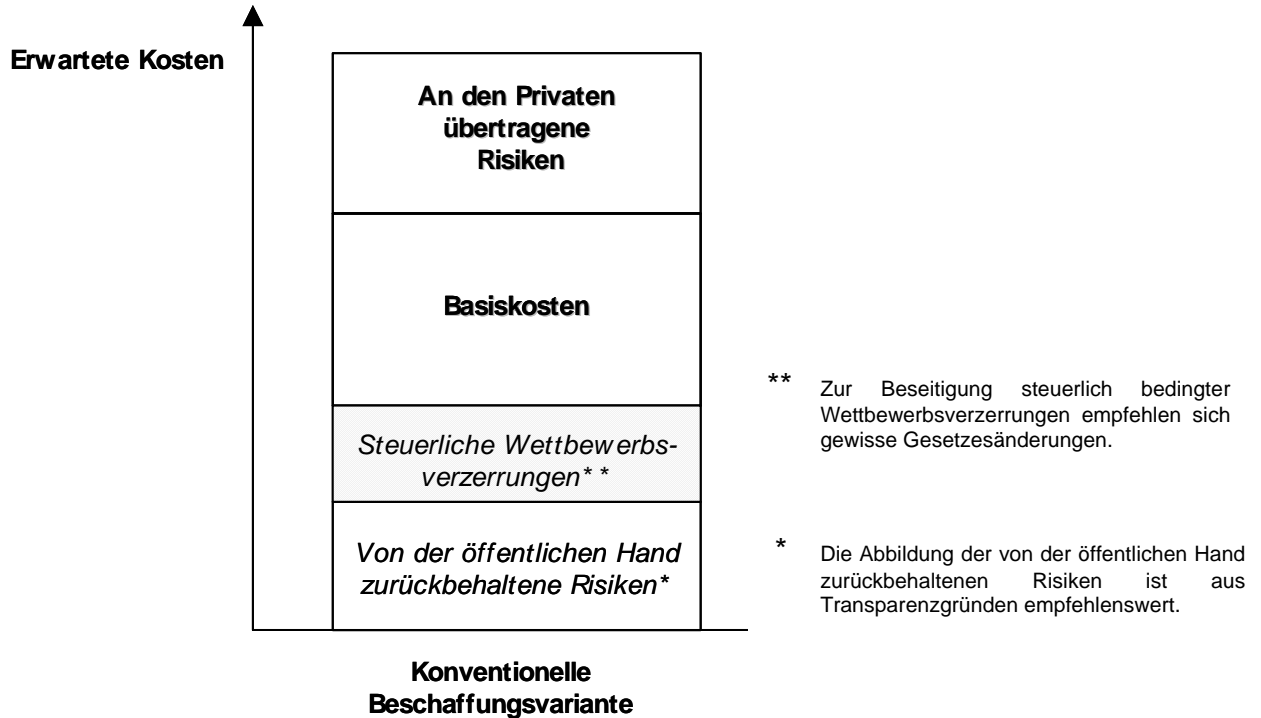 Erwartete Kosten
An den Privaten
übertragene
Risiken
Basiskosten
Steuerliche Wettbewerbs-
verzerrungen**
Von der öffentlichen Hand
zurückbehaltene Risiken*
Konventionelle
Beschaffungsvariante
** Zur Beseitigung steuerlich bedingter
Wettbewerbsverzerrungen empfehlen sich
gewisse Gesetzesänderungen.
* Die Abbildung der von der öffentlichen Hand
zurückbehaltenen Risiken ist aus
Transparenzgründen empfehlenswert.